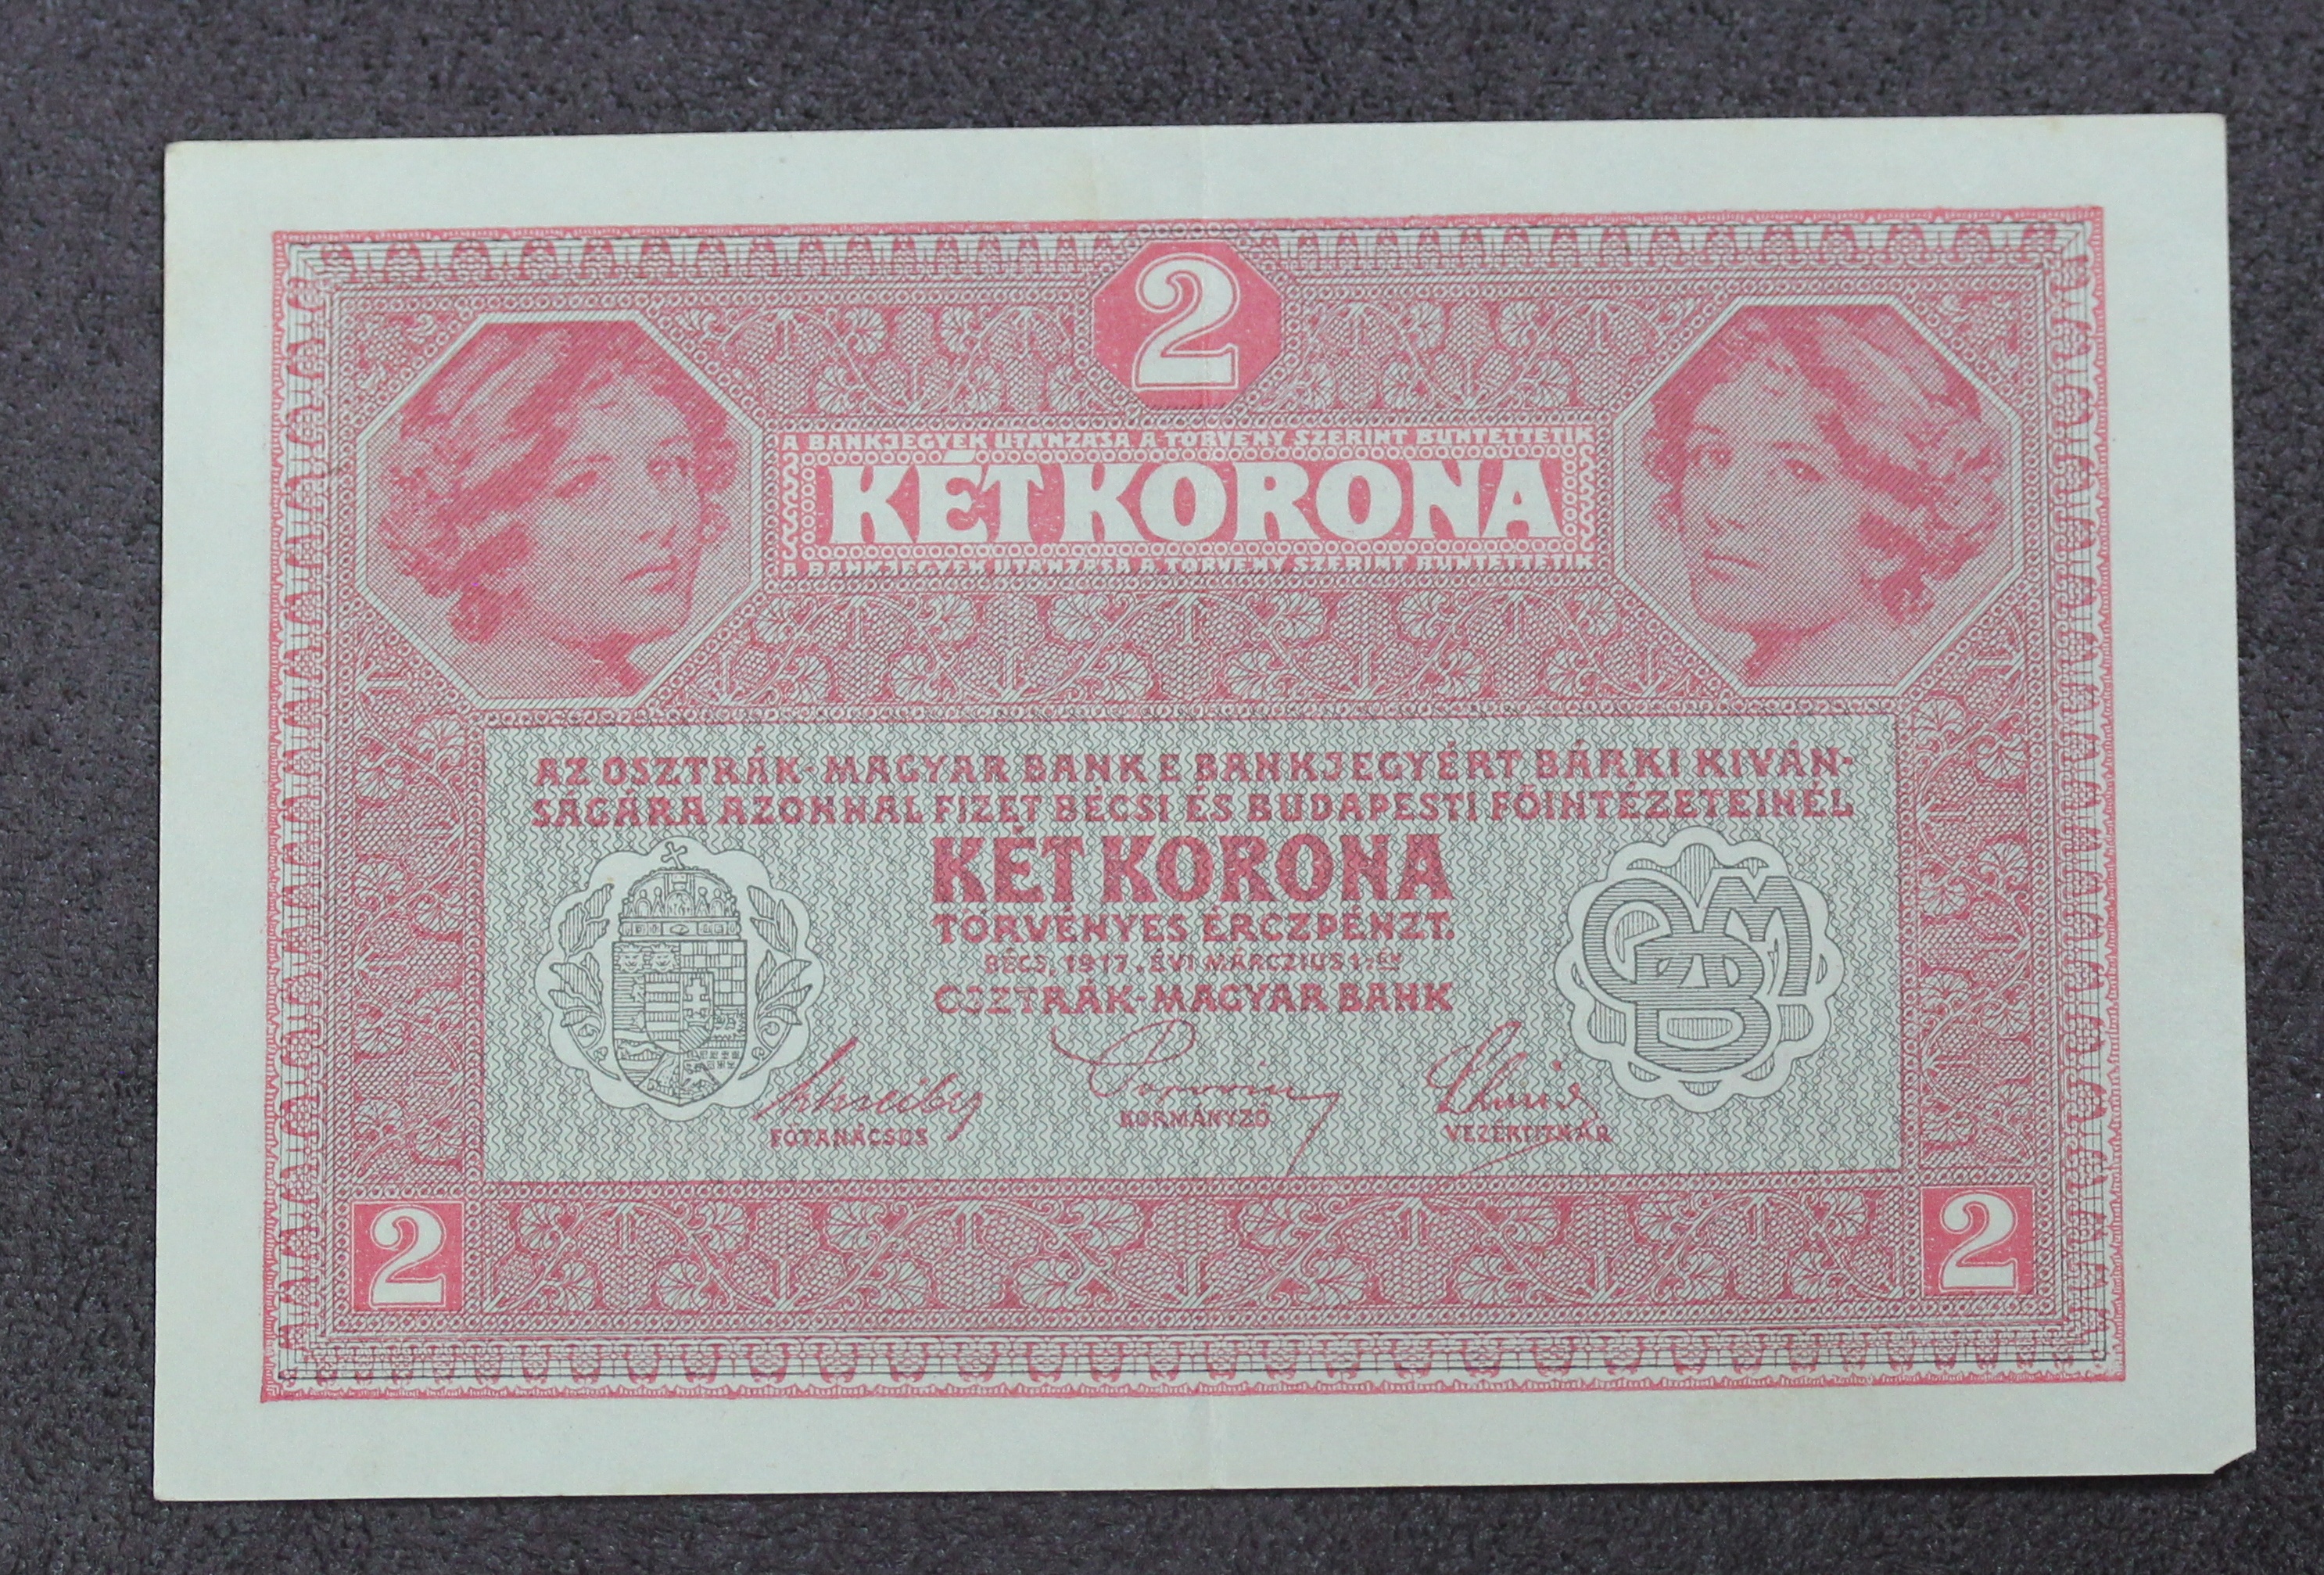 2
A BANKJEGYEK UTÁNZÁSA A TÖRVÉNY SZERINT BÜNTETTETIK
KÉT KORONA
A BANKJEGYEK UTÁNZÁSA A TÖRVÉNY SZERINT BÜNTETTETIK
AZ OSZTRÁK-MAGYAR BANK E BANKJEGYÉRT BÁRKI KIVÁN-
SÁGÁRA AZONNAL FIZET BÉCSI ÉS BUDAPESTI FŐINTÉZETEINÉL
KÉT KORONA
TÖRVÉNYES ÉRCZPÉNZT.
BÉCS, 1917. ÉVI MÁRCZIUS 1-ÉN
OSZTRÁK-MAGYAR BANK
FŐTANÁCSOS
KORMÁNYZÓ
VEZÉRTITKÁR
2
2